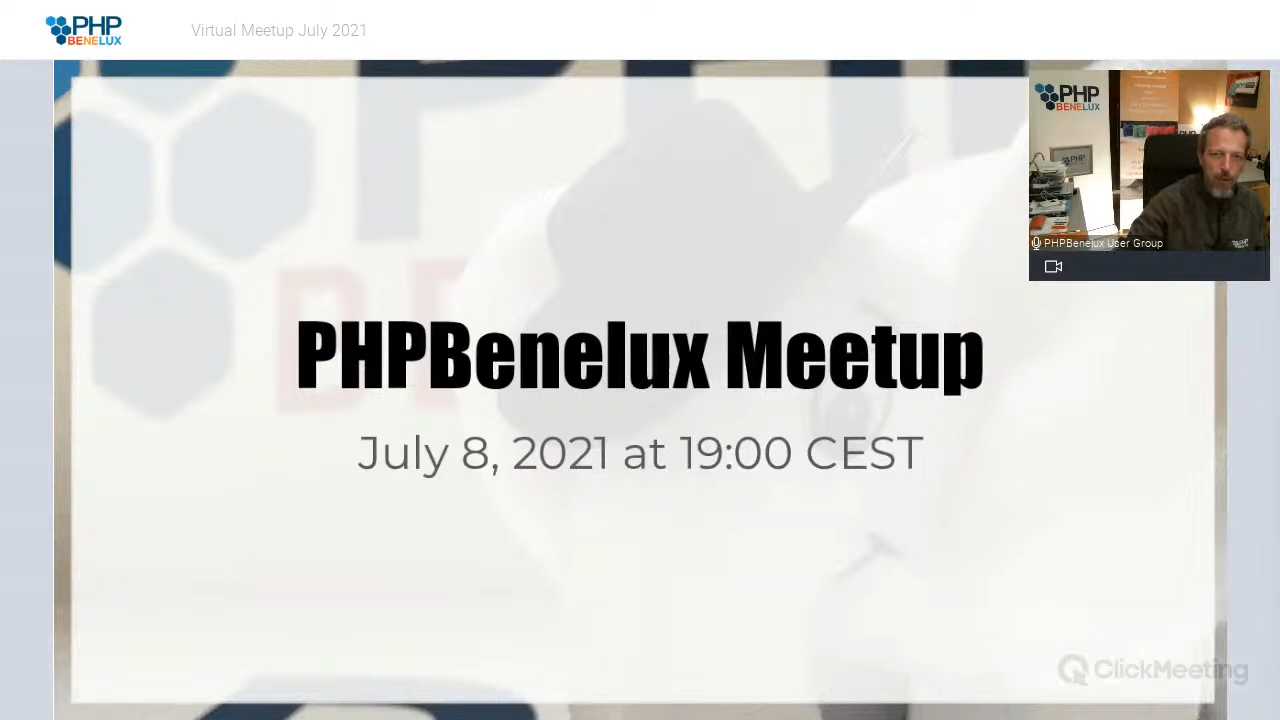 PHP
BENELUX
Virtual Meetup July 2021
PHP
BENELUX
PHP
PHPBenelux User Group
PHPBenelux Meetup
July 8, 2021 at 19:00 CEST
ClickMeeting